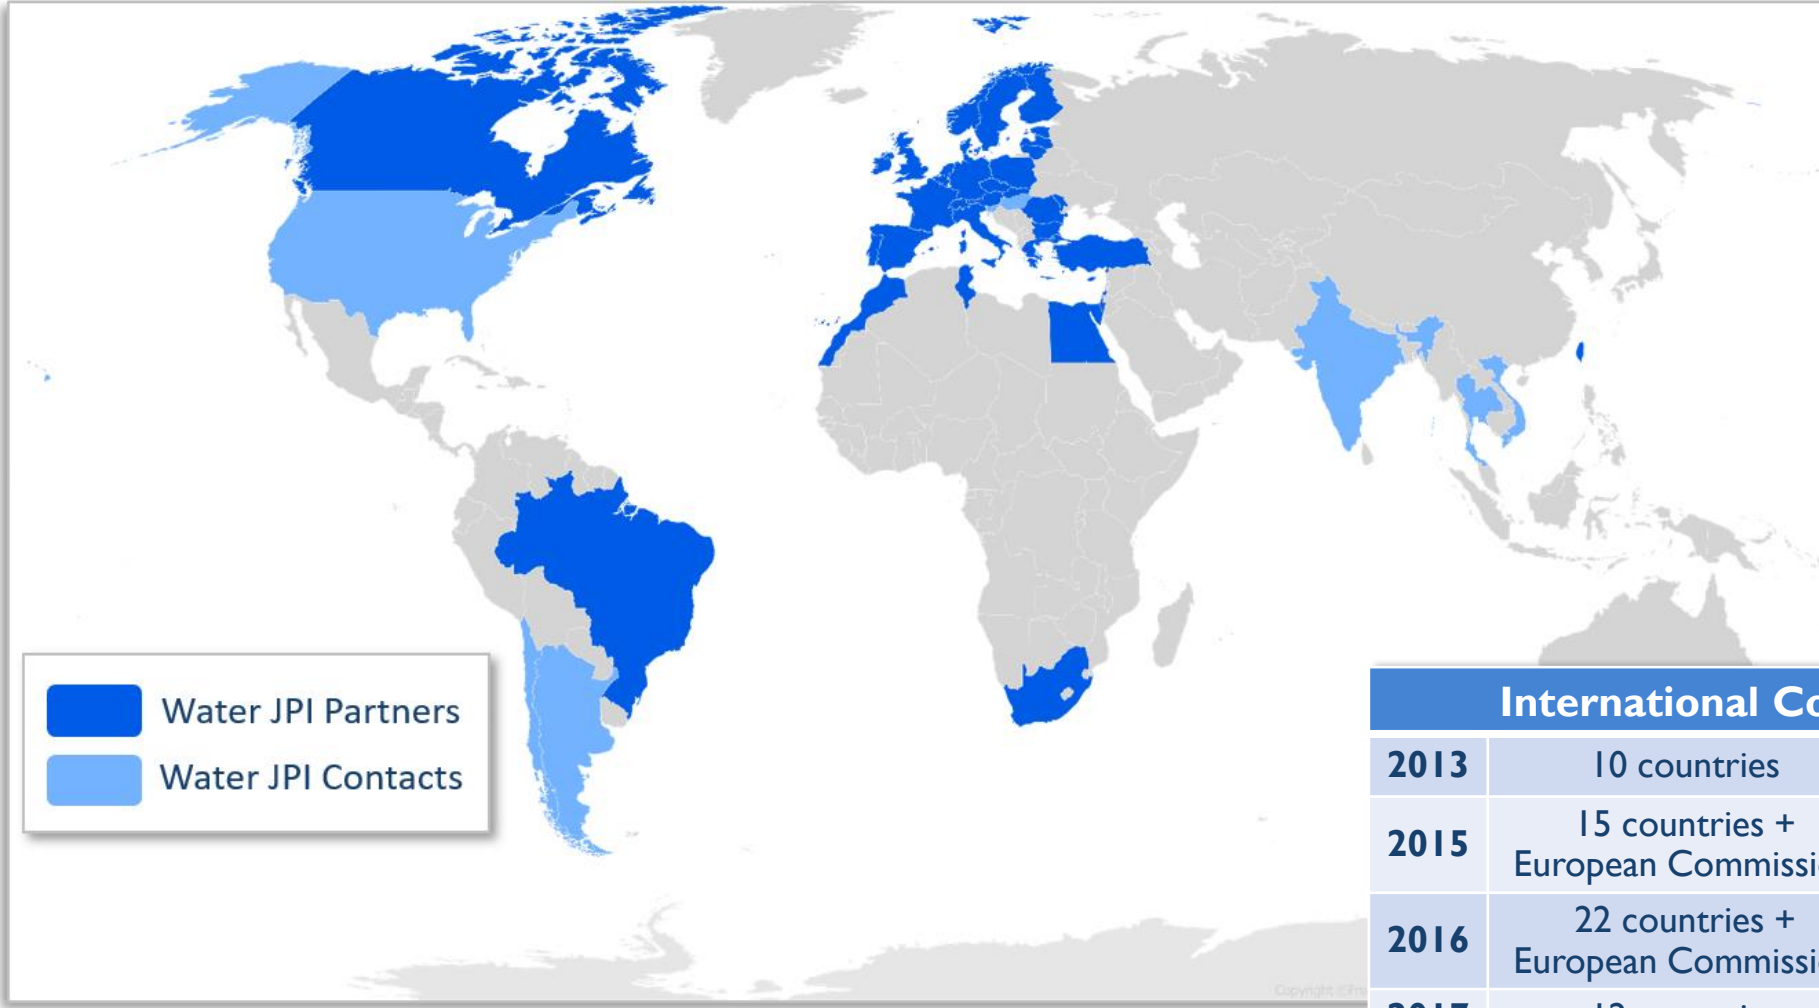 Water JPI Partners
Water JPI Contacts
International Co
2013
10 countries
2015
15 countries +
European Commissi
2016
22 countries +
European Commissi
2017